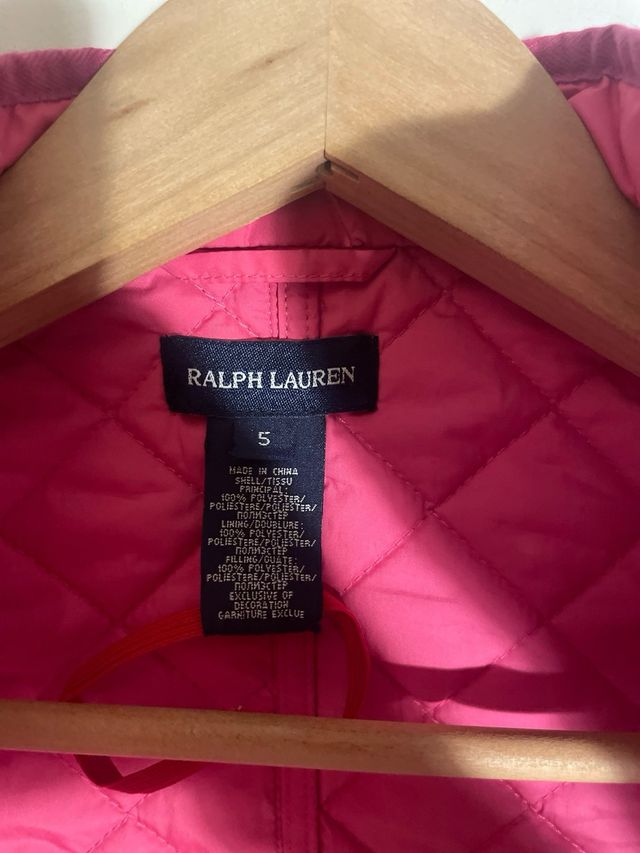 RALPH LAUREN
5
MADE IN CHINA
SHELL/TISSU
PRINCIPAL:
100% POLYESTER/
POLIESTERE/POLIESTER/
ПОЛИЭСТЕР
LINING/DOUBLURE:
100% POLYESTER/
POLIESTERE/POLIESTER/
ПОЛИЭСТЕР
FILLING/OUATE:
100% POLYESTER/
POLIESTERE/POLIESTER/
ПОЛИЭСТЕР
EXCLUSIVE OF
DECORATION
GARNITURE EXCLUE